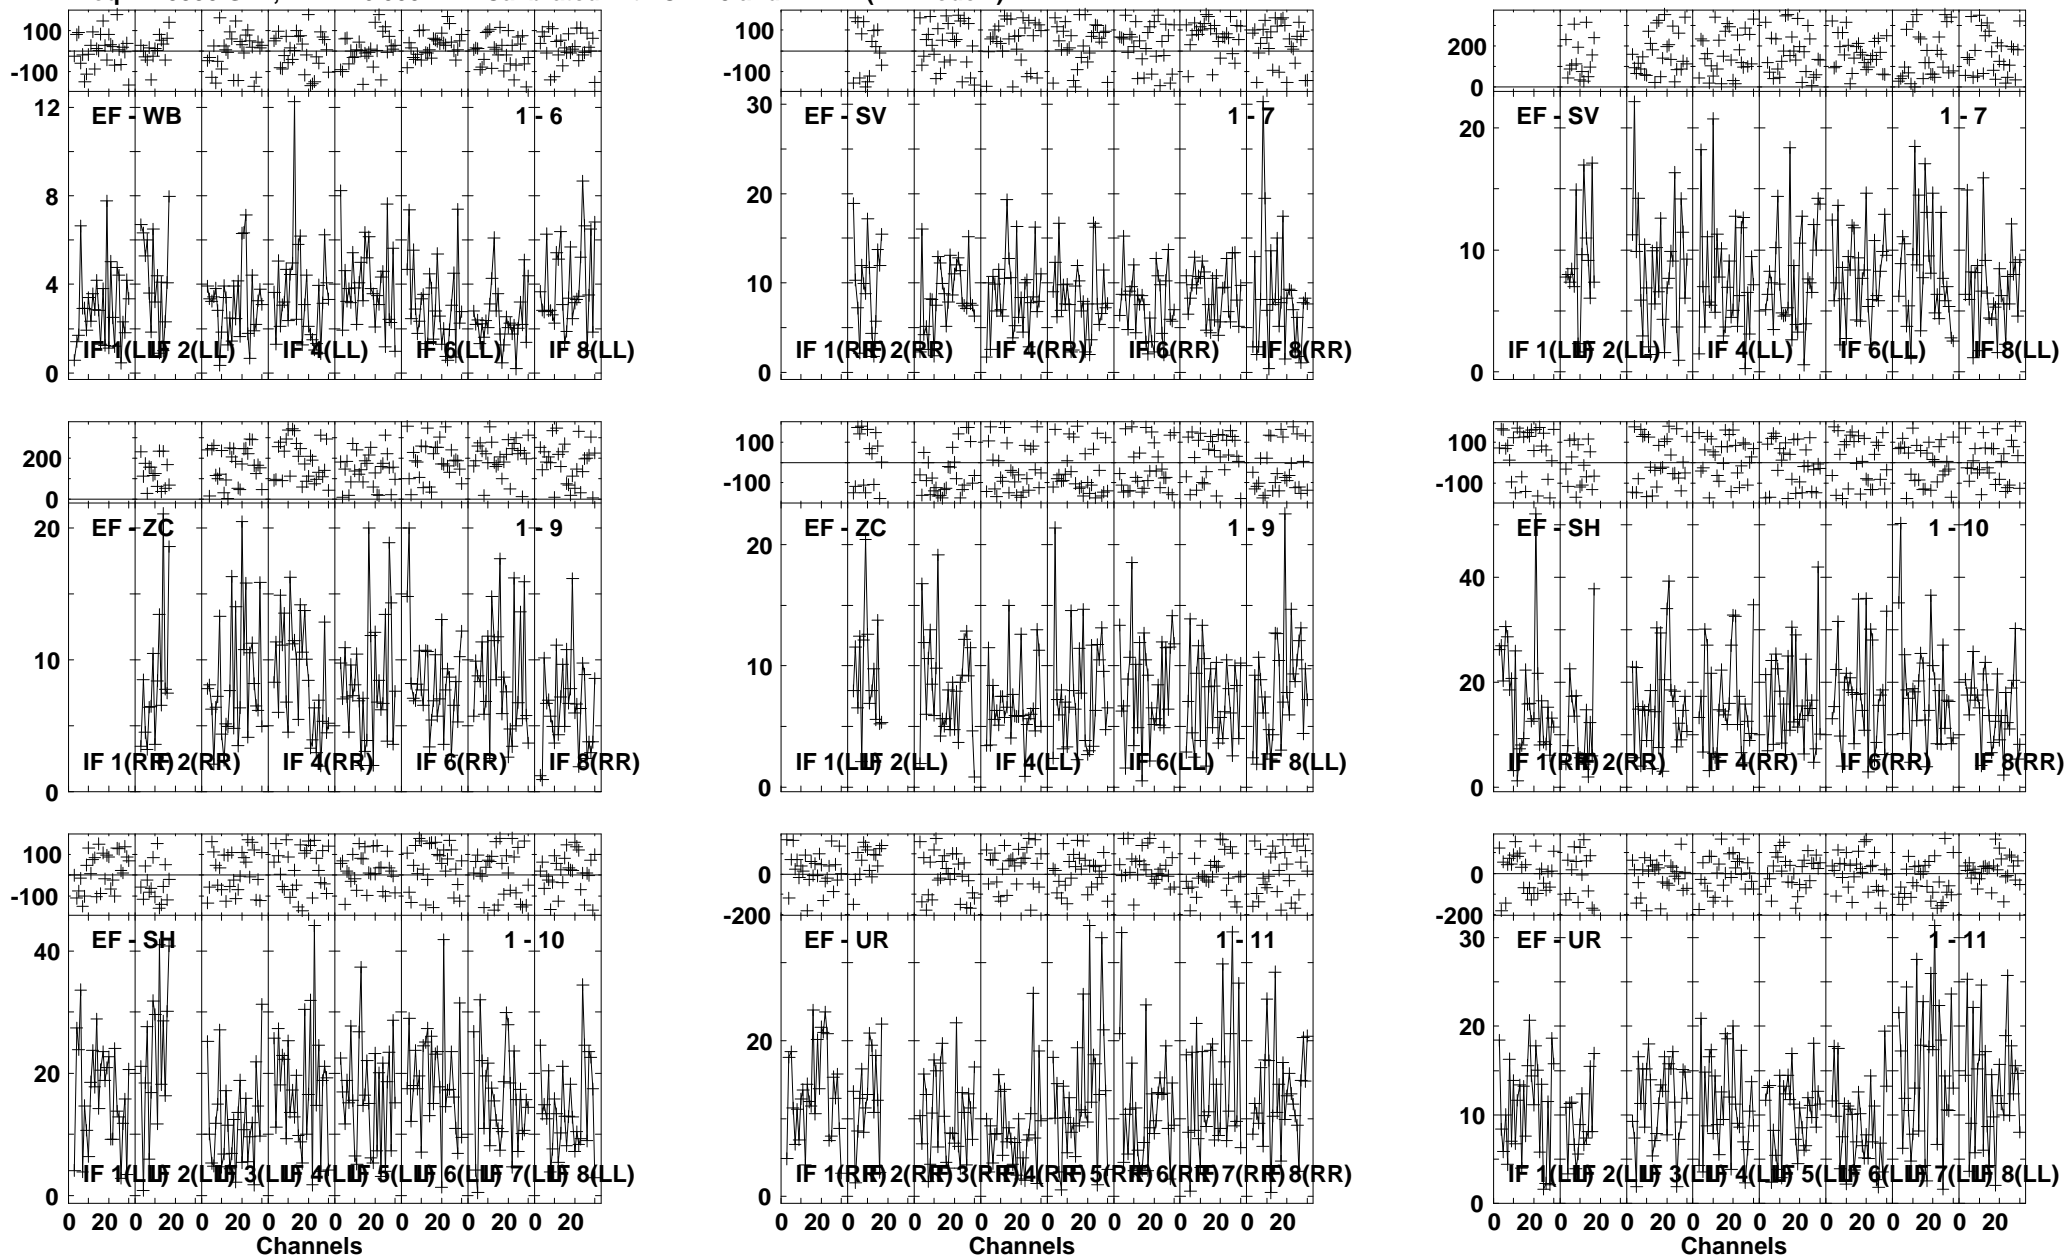 100
-100
12
8
4
0
EF - WB 1 - 6
IF 1(LL) IF 2(LL) IF 4(LL) IF 6(LL) IF 8(LL)
100
-100
30
20
10
0
EF - SV 1 - 7
IF 1(RR) IF 2(RR) IF 4(RR) IF 6(RR) IF 8(RR)
200
0
20
10
0
EF - SV 1 - 7
IF 1(LL) IF 2(LL) IF 4(LL) IF 6(LL) IF 8(LL)
200
0
20
10
0
EF - ZC 1 - 9
IF 1(RR) IF 2(RR) IF 4(RR) IF 6(RR) IF 8(RR)
100
-100
20
10
0
EF - ZC 1 - 9
IF 1(LL) IF 2(LL) IF 4(LL) IF 6(LL) IF 8(LL)
100
-100
40
20
0
EF - SH 1 - 10
IF 1(RR) IF 2(RR) IF 4(RR) IF 6(RR) IF 8(RR)
100
-100
40
20
0
EF - SH 1 - 10
IF 1(LL) IF 2(LL) IF 3(LL) IF 4(LL) IF 5(LL) IF 6(LL) IF 7(LL) IF 8(LL)
0 20 0 20 0 20 0 20 0 20 0 20 0 20 0 20
Channels
0
-200
20
0
EF - UR 1 - 11
IF 1(RR) IF 2(RR) IF 3(RR) IF 4(RR) IF 5(RR) IF 6(RR) IF 7(RR) IF 8(RR)
0 20 0 20 0 20 0 20 0 20 0 20 0 20 0 20
Channels
0
-200
30
20
10
0
EF - UR 1 - 11
IF 1(LL) IF 2(LL) IF 3(LL) IF 4(LL) IF 5(LL) IF 6(LL) IF 7(LL) IF 8(LL)
0 20 0 20 0 20 0 20 0 20 0 20 0 20 0 20
Channels